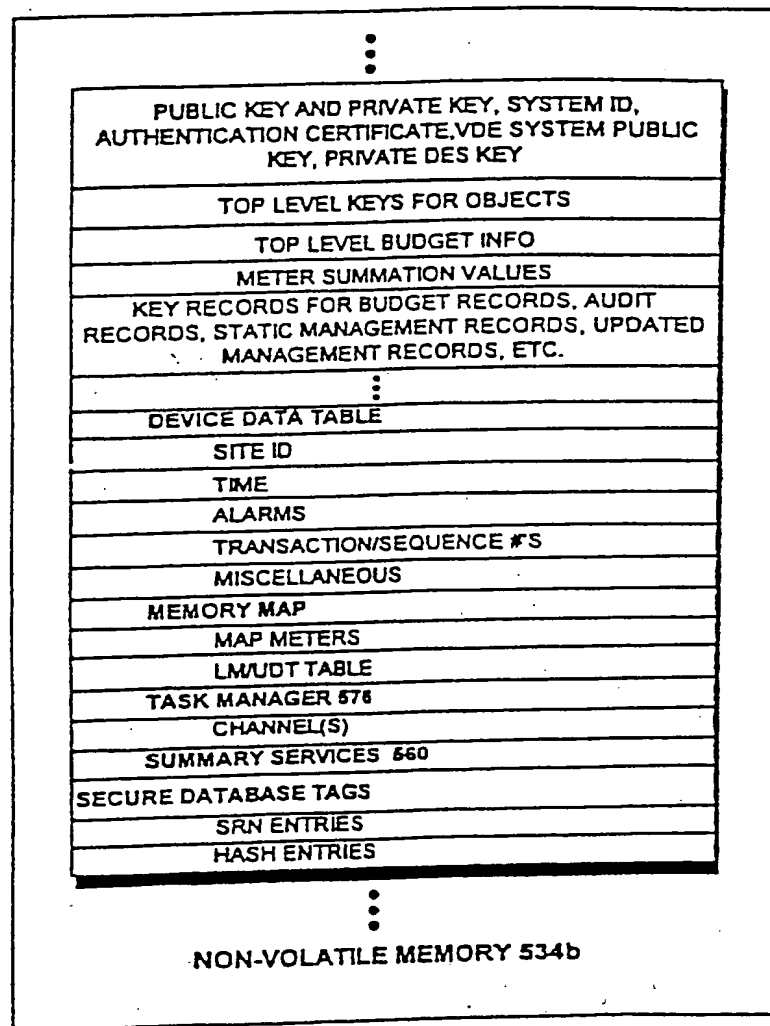 PUBLIC KEY AND PRIVATE KEY, SYSTEM ID,
AUTHENTICATION CERTIFICATE,VDE SYSTEM PUBLIC
KEY, PRIVATE DES KEY
TOP LEVEL KEYS FOR OBJECTS
TOP LEVEL BUDGET INFO
METER SUMMATION VALUES
KEY RECORDS FOR BUDGET RECORDS, AUDIT
RECORDS, STATIC MANAGEMENT RECORDS, UPDATED
MANAGEMENT RECORDS, ETC.
DEVICE DATA TABLE
SITE ID
TIME
ALARMS
TRANSACTION/SEQUENCE #'S
MISCELLANEOUS
MEMORY MAP
MAP METERS
LM/UDT TABLE
TASK MANAGER 576
CHANNEL(S)
SUMMARY SERVICES 560
SECURE DATABASE TAGS
SRN ENTRIES
HASH ENTRIES
NON-VOLATILE MEMORY 534b